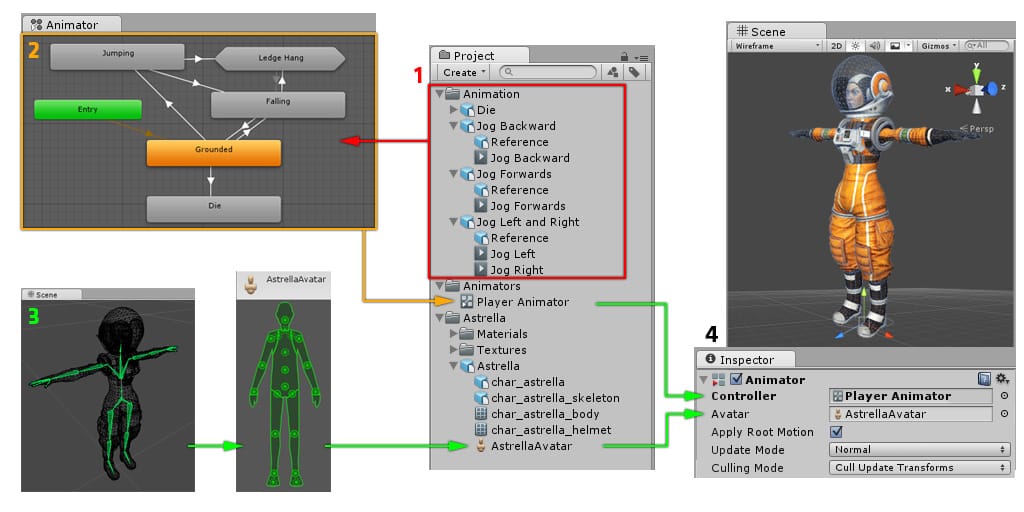 Animator
2
Jumping
Ledge Hang
Falling
Entry
Grounded
Die
3
Scene
AstrellaAvatar
1
Project
Create
Animation
Die
Jog Backward
Reference
Jog Backward
Jog Forwards
Reference
Jog Forwards
Jog Left and Right
Reference
Jog Left
Jog Right
Animators
Player Animator
Astrella
Materials
Textures
Astrella
char_astrella
char_astrella_skeleton
char_astrella_body
char_astrella_helmet
AstrellaAvatar
Scene
Wireframe 2D Gizmos All
y
x z
Persp
4
Inspector
Animator
Controller Player Animator
Avatar AstrellaAvatar
Apply Root Motion
Update Mode Normal
Culling Mode Cull Update Transforms